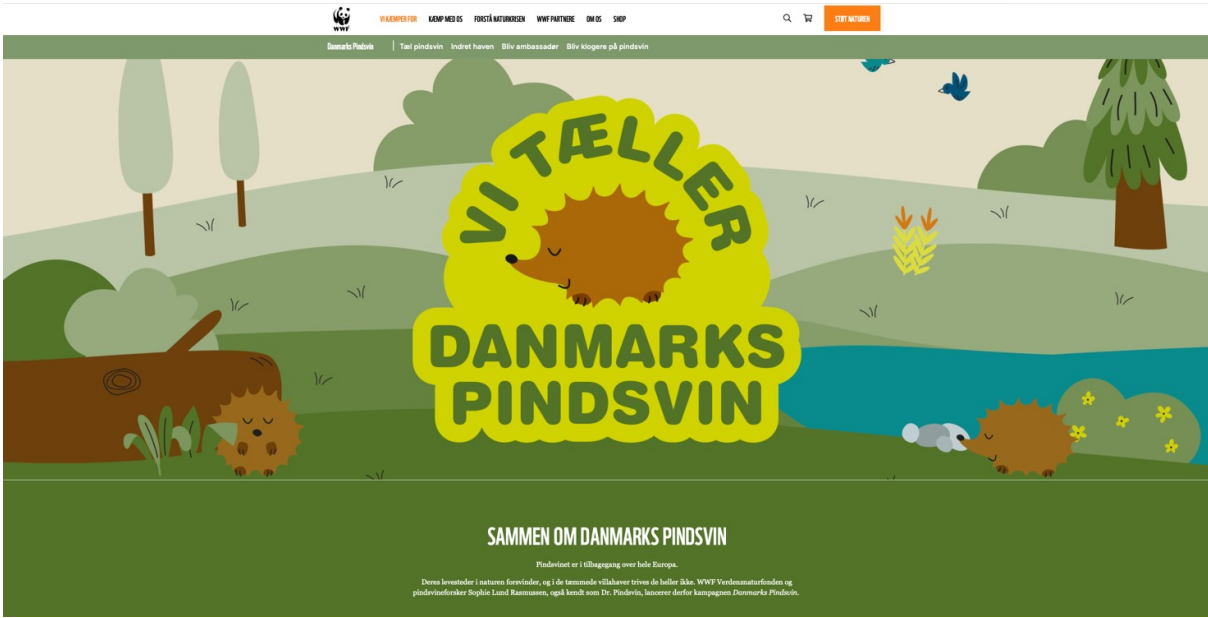 WWF
VI KÆMPER FOR KÆMP MED OS FORSTÅ NATURKRISEN WWF PARTNERE OM OS SHOP
STØT NATUREN
Danmarks Pindsvin Tæl pindsvin Indret haven Bliv ambassadør Bliv klogere på pindsvin
VI TÆLLER
DANMARKS
PINDSVIN
SAMMEN OM DANMARKS PINDSVIN
Pindsvinet er i tilbagegang over hele Europa.
Deres levesteder i naturen forsvinder, og i de tæmmede villahaver trives de heller ikke. WWF Verdensnaturfonden og
pindsvineforsker Sophie Lund Rasmussen, også kendt som Dr. Pindsvin, lancerer derfor kampagnen Danmarks Pindsvin.